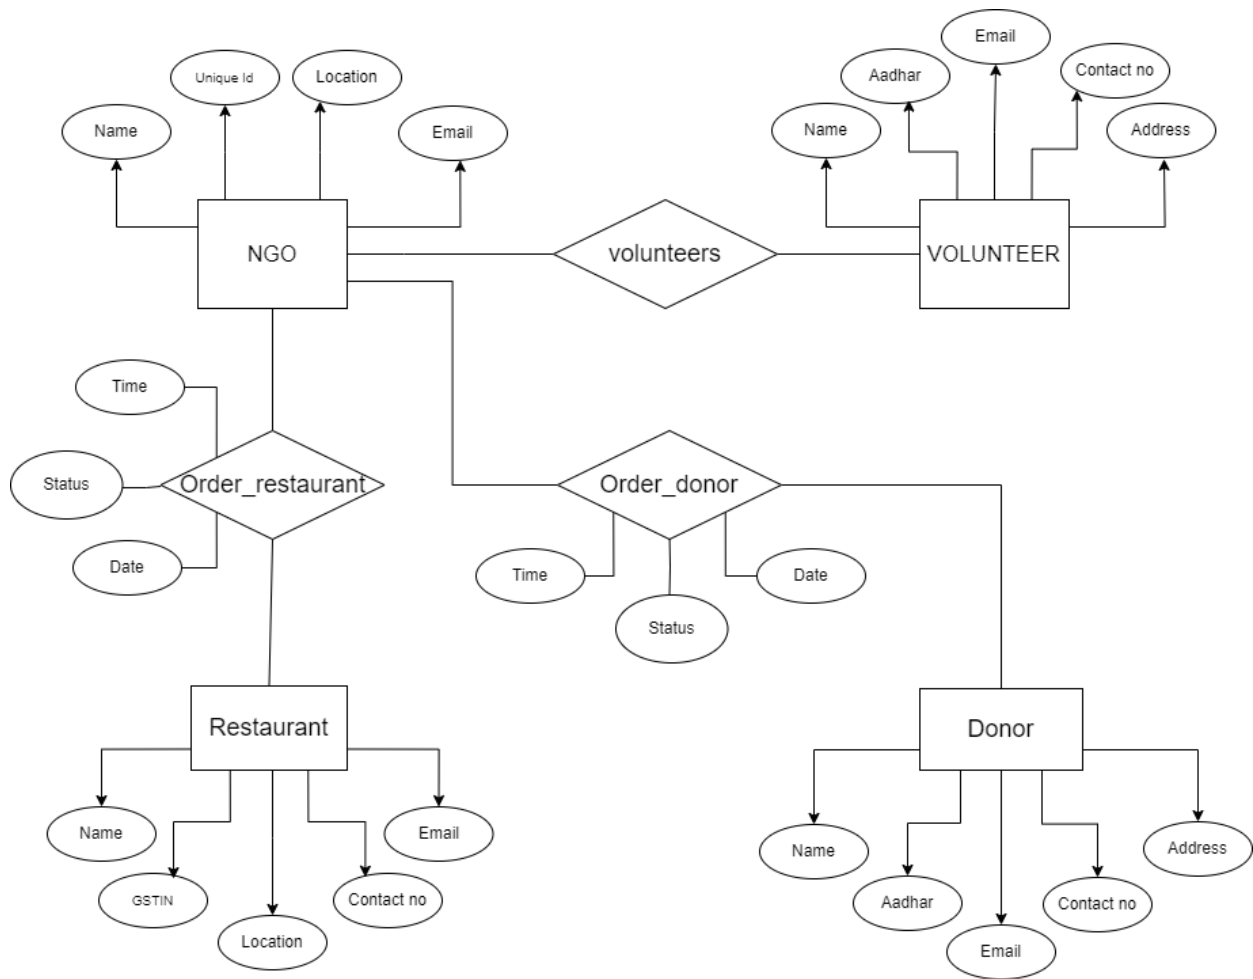 Email
Aadhar
Contact no
Unique Id
Location
Name
Email
Name
Address
NGO
volunteers
VOLUNTEER
Time
Status
Order_restaurant
Date
Order_donor
Time
Date
Status
Restaurant
Donor
Name
Email
GSTIN
Contact no
Location
Name
Address
Aadhar
Contact no
Email